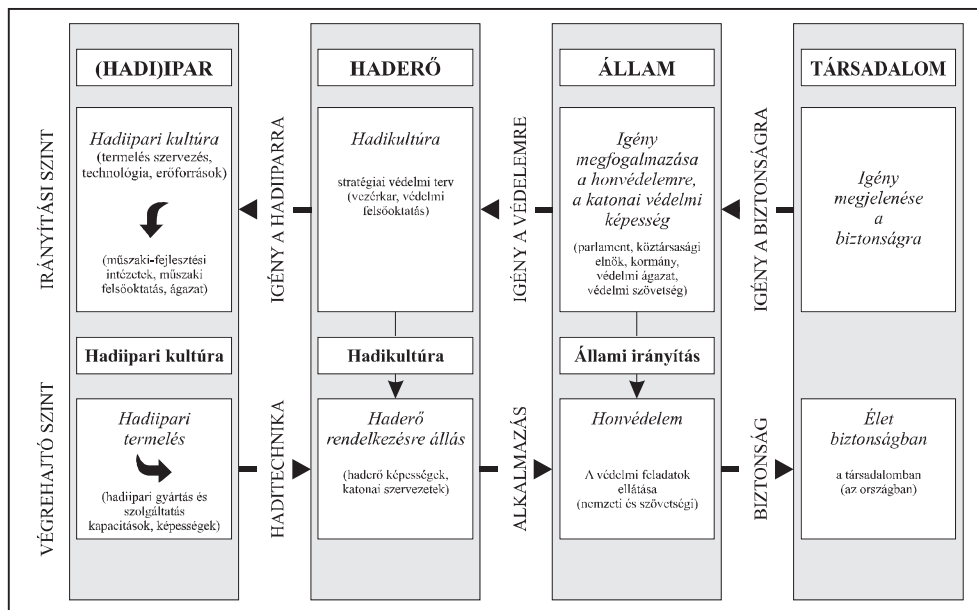 (HADI)IPAR
HADERŐ
ÁLLAM
TÁRSADALOM
IRÁNYÍTÁSI SZINT
Hadiipari kultúra
(termelés szervezés,
technológia, erőforrások)
(műszaki-fejlesztési
intézetek, műszaki
felsőoktatás, ágazat)
IGÉNY A HADIIPARRA
Hadikultúra
stratégiai védelmi terv
(vezérkar, védelmi
felsőoktatás)
IGÉNY A VÉDELEMRE
Igény
megfogalmazása
a honvédelemre,
a katonai védelmi
képesség
(parlament, köztársasági
elnök, kormány,
védelmi ágazat,
védelmi szövetség)
IGÉNY A BIZTONSÁGRA
Igény
megjelenése
a
biztonságra
Hadiipari kultúra
Hadikultúra
Állami irányítás
VÉGREHAJTÓ SZINT
Hadiipari
termelés
(hadiipari gyártás és
szolgáltatás
kapacitások, képességek)
HADITECHNIKA
Haderő
rendelkezésre állás
(haderő képességek,
katonai szervezetek)
ALKALMAZÁS
Honvédelem
A védelmi feladatok
ellátása
(nemzeti és szövetségi)
BIZTONSÁG
Élet
biztonságban
a társadalomban
(az országban)